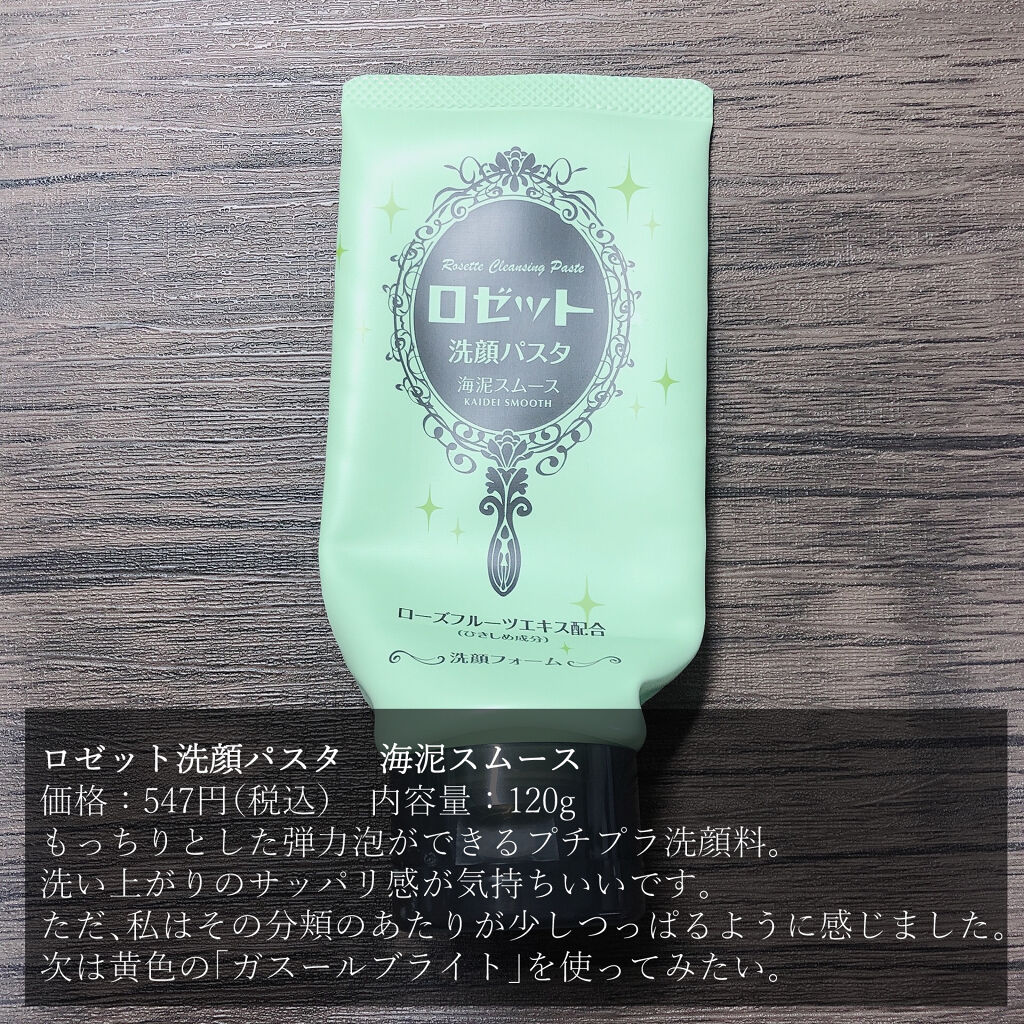 Rosette Cleansing Paste
ロゼット
洗顔パスタ
海泥スムース
KAIDEI SMOOTH
ローズフルーツエキス配合
(ひきしめ成分)
洗顔フォーム
ロゼット洗顔パスタ　海泥スムース
価格：547円(税込)　内容量：120g
もっちりとした弾力泡ができるプチプラ洗顔料。
洗い上がりのサッパリ感が気持ちいいです。
ただ､私はその分頬のあたりが少しつっぱるように感じました。
次は黄色の｢ガスールブライト｣を使ってみたい。